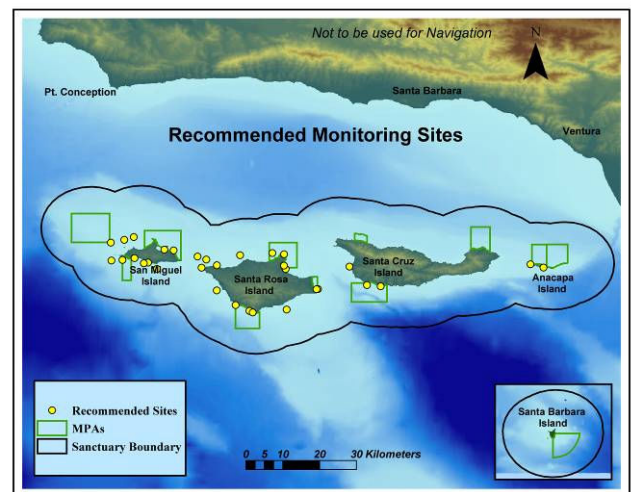 Not to be used for Navigation
N
Pt. Conception
Santa Barbara
Ventura
Recommended Monitoring Sites
San Miguel
Island
Santa Rosa
Island
Santa Cruz
Island
Anacapa
Island
Recommended Sites
MPAs
Sanctuary Boundary
0 5 10 20 30 Kilometers
Santa Barbara
Island